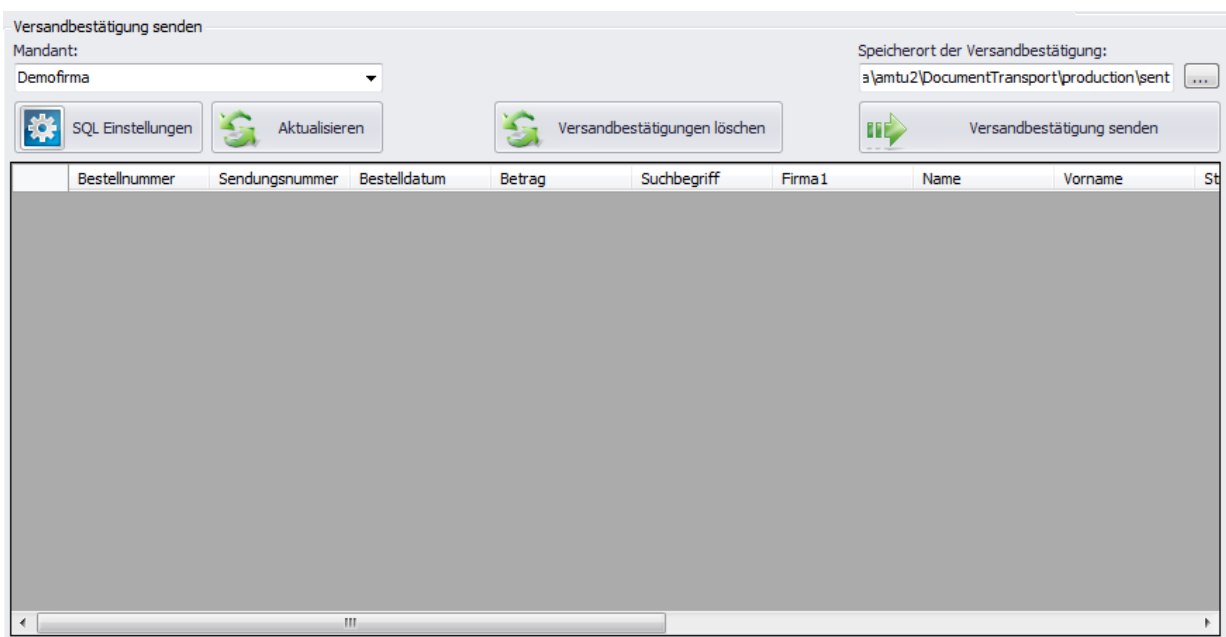 Versandbestätigung senden
Mandant: Speicherort der Versandbestätigung:
Demofirma a\amtu2\DocumentTransport\production\sent ...
SQL Einstellungen Aktualisieren Versandbestätigungen löschen Versandbestätigung senden
Bestellnummer Sendungsnummer Bestelldatum Betrag Suchbegriff Firma1 Name Vorname St